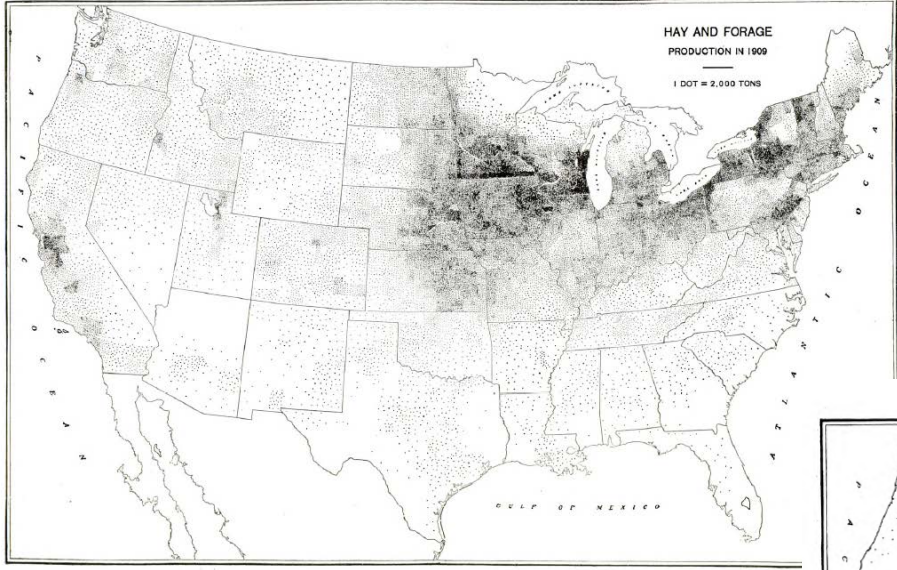 HAY AND FORAGE
PRODUCTION IN 1909
1 DOT = 2,000 TONS
PACIFIC OCEAN
ATLANTIC OCEAN
GULF OF MEXICO
P A C